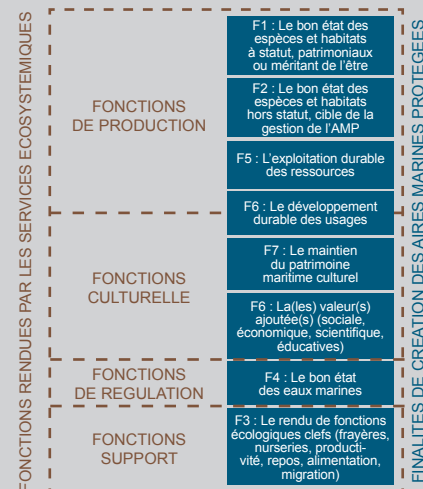 FONCTIONS RENDUES PAR LES SERVICES ECOSYSTEMIQUES
FONCTIONS
DE PRODUCTION
F1 : Le bon état des
espèces et habitats
à statut, patrimoniaux
ou méritant de l'être
F2 : Le bon état des
espèces et habitats
hors statut, cible de la
gestion de l'AMP
F5 : L'exploitation durable
des ressources
F6 : Le développement
durable des usages
FONCTIONS
CULTURELLE
F7 : Le maintien
du patrimoine
maritime culturel
F6 : La(les) valeur(s)
ajoutée(s) (sociale,
économique, scientifique,
éducatives)
FONCTIONS
DE REGULATION
F4 : Le bon état
des eaux marines
FONCTIONS
SUPPORT
F3 : Le rendu de fonctions
écologiques clefs (frayères,
nurseries, producti-
vité, repos, alimentation,
migration)
FINALITES DE CREATION DES AIRES MARINES PROTEGEES